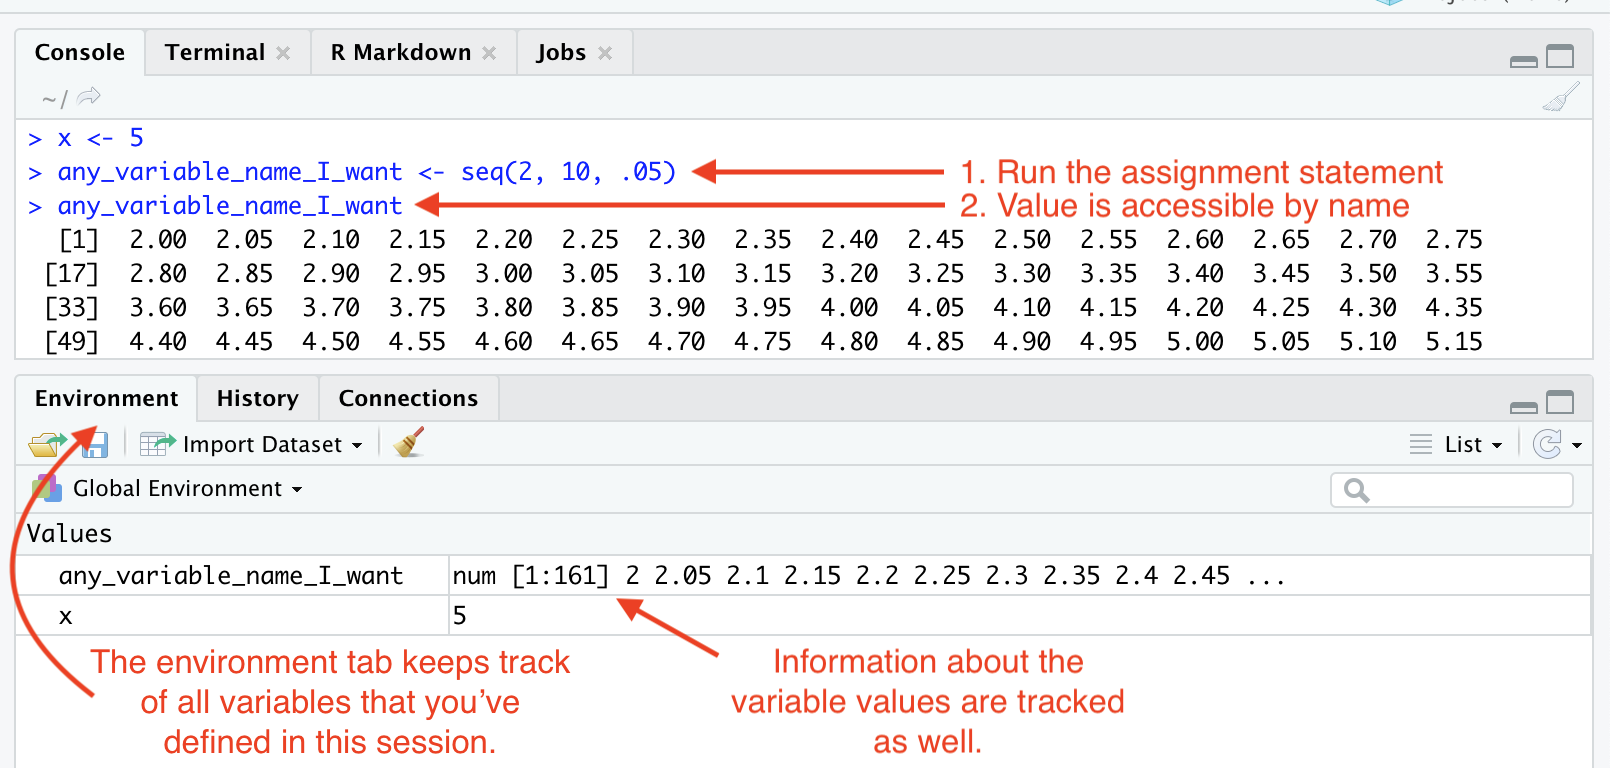 Console Terminal R Markdown Jobs
~/
> x <- 5
> any_variable_name_I_want <- seq(2, 10, .05) 1. Run the assignment statement
> any_variable_name_I_want 2. Value is accessible by name
[1] 2.00 2.05 2.10 2.15 2.20 2.25 2.30 2.35 2.40 2.45 2.50 2.55 2.60 2.65 2.70 2.75
[17] 2.80 2.85 2.90 2.95 3.00 3.05 3.10 3.15 3.20 3.25 3.30 3.35 3.40 3.45 3.50 3.55
[33] 3.60 3.65 3.70 3.75 3.80 3.85 3.90 3.95 4.00 4.05 4.10 4.15 4.20 4.25 4.30 4.35
[49] 4.40 4.45 4.50 4.55 4.60 4.65 4.70 4.75 4.80 4.85 4.90 4.95 5.00 5.05 5.10 5.15
Environment History Connections
Import Dataset List
Global Environment
Values
any_variable_name_I_want num [1:161] 2 2.05 2.1 2.15 2.2 2.25 2.3 2.35 2.4 2.45 ...
x 5
The environment tab keeps track
of all variables that you’ve
defined in this session.
Information about the
variable values are tracked
as well.